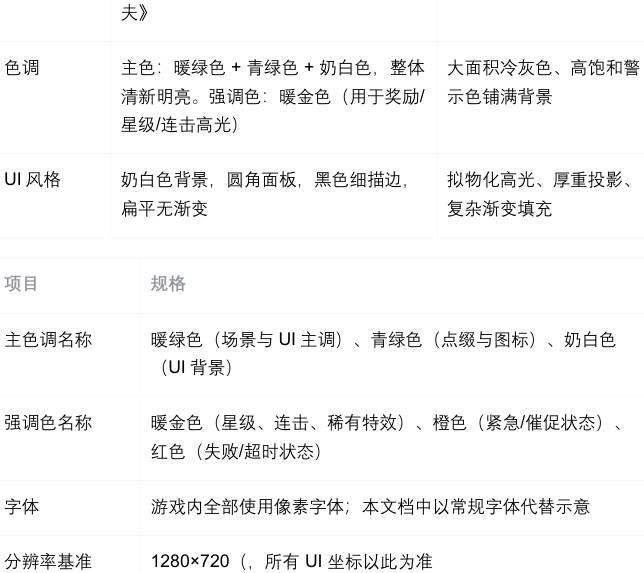 夫》
色调
主色：暖绿色 + 青绿色 + 奶白色，整体
清新明亮。强调色：暖金色（用于奖励/
星级/连击高光）
大面积冷灰色、高饱和警
示色铺满背景
UI 风格
奶白色背景，圆角面板，黑色细描边，
扁平无渐变
拟物化高光、厚重投影、
复杂渐变填充
项目
规格
主色调名称
暖绿色（场景与 UI 主调）、青绿色（点缀与图标）、奶白色
（UI 背景）
强调色名称
暖金色（星级、连击、稀有特效）、橙色（紧急/催促状态）、
红色（失败/超时状态）
字体
游戏内全部使用像素字体；本文档中以常规字体代替示意
分辨率基准
1280×720（，所有 UI 坐标以此为准